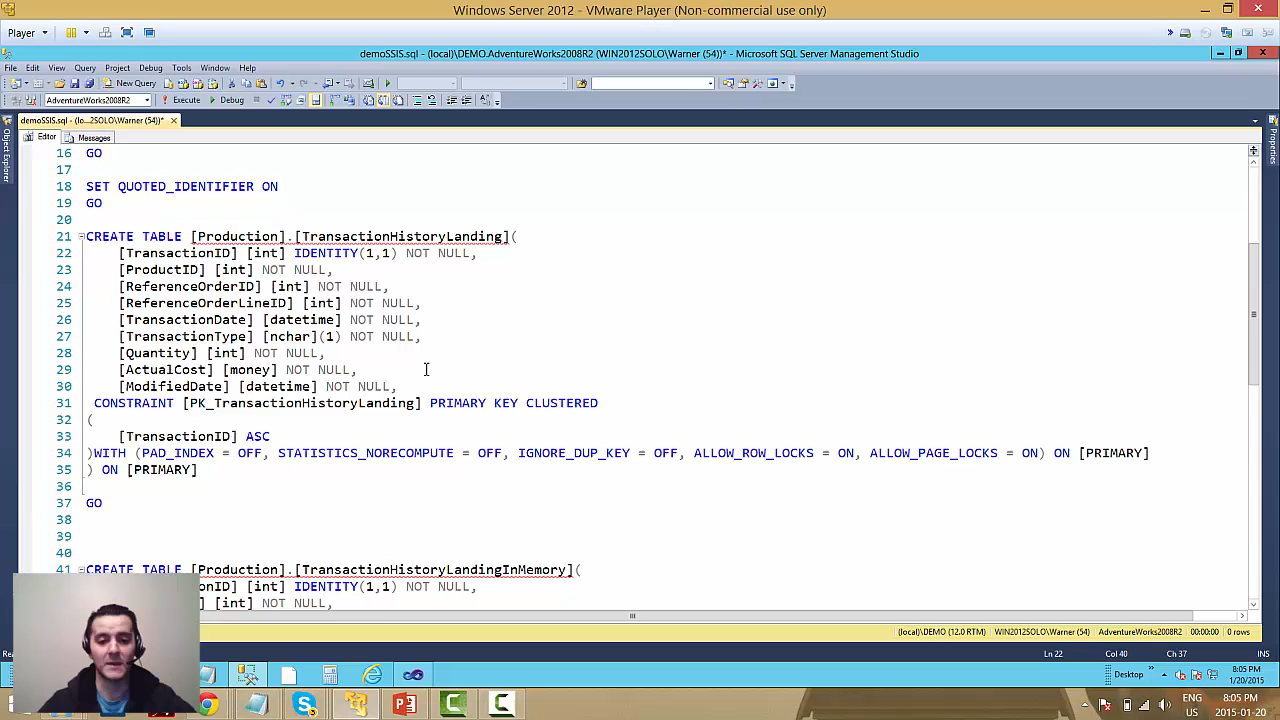 Windows Server 2012 - VMware Player (Non-commercial use only)
Player
demoSSIS.sql - (local)\DEMO.AdventureWorks2008R2 (WIN2012SOLO\Warner (54))* - Microsoft SQL Server Management Studio
File Edit View Query Project Debug Tools Window Help
New Query
AdventureWorks2008R2 Execute Debug
demoSSIS.sql - (lo...2SOLO\Warner (54))*
Object Explorer
Properties
Editor Messages
16 GO
17
18 SET QUOTED_IDENTIFIER ON
19 GO
20
21 CREATE TABLE [Production].[TransactionHistoryLanding](
22 [TransactionID] [int] IDENTITY(1,1) NOT NULL,
23 [ProductID] [int] NOT NULL,
24 [ReferenceOrderID] [int] NOT NULL,
25 [ReferenceOrderLineID] [int] NOT NULL,
26 [TransactionDate] [datetime] NOT NULL,
27 [TransactionType] [nchar](1) NOT NULL,
28 [Quantity] [int] NOT NULL,
29 [ActualCost] [money] NOT NULL,
30 [ModifiedDate] [datetime] NOT NULL,
31 CONSTRAINT [PK_TransactionHistoryLanding] PRIMARY KEY CLUSTERED
32 (
33 [TransactionID] ASC
34 )WITH (PAD_INDEX = OFF, STATISTICS_NORECOMPUTE = OFF, IGNORE_DUP_KEY = OFF, ALLOW_ROW_LOCKS = ON, ALLOW_PAGE_LOCKS = ON) ON [PRIMARY]
35 ) ON [PRIMARY]
36
37 GO
38
39
40
41 CREATE TABLE [Production].[TransactionHistoryLandingInMemory](
onID] [int] IDENTITY(1,1) NOT NULL,
] [int] NOT NULL,
(local)\DEMO (12.0 RTM) WIN2012SOLO\Warner (54) AdventureWorks2008R2 00:00:00 0 rows
Ln 22 Col 40 Ch 37 INS
Desktop 8:05 PM
1/20/2015
ENG 8:05 PM
US 2015-01-20